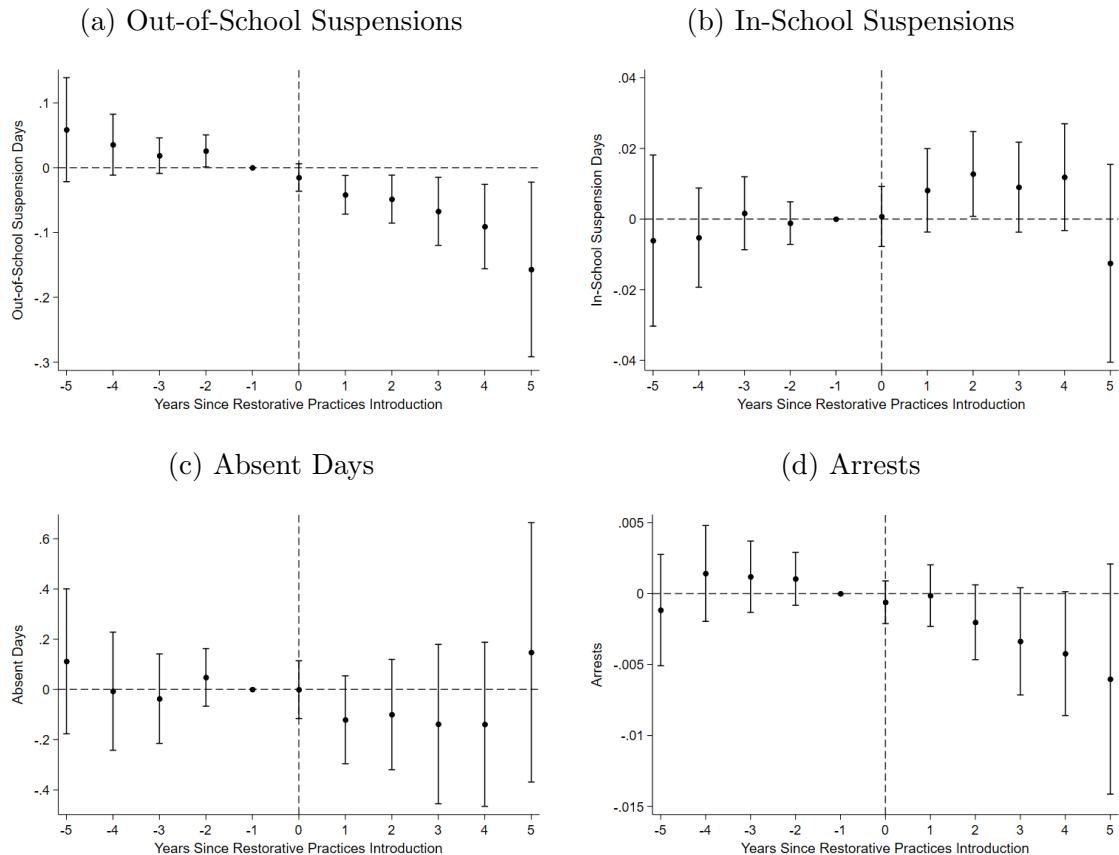 (a) Out-of-School Suspensions
Out-of-School Suspension Days
.1
0
-.1
-.2
-.3
-5 -4 -3 -2 -1 0 1 2 3 4 5
Years Since Restorative Practices Introduction
(b) In-School Suspensions
In-School Suspension Days
.04
.02
0
-.02
-.04
-5 -4 -3 -2 -1 0 1 2 3 4 5
Years Since Restorative Practices Introduction
(c) Absent Days
Absent Days
.6
.4
.2
0
-.2
-.4
-5 -4 -3 -2 -1 0 1 2 3 4 5
Years Since Restorative Practices Introduction
(d) Arrests
Arrests
.005
0
-.005
-.01
-.015
-5 -4 -3 -2 -1 0 1 2 3 4 5
Years Since Restorative Practices Introduction